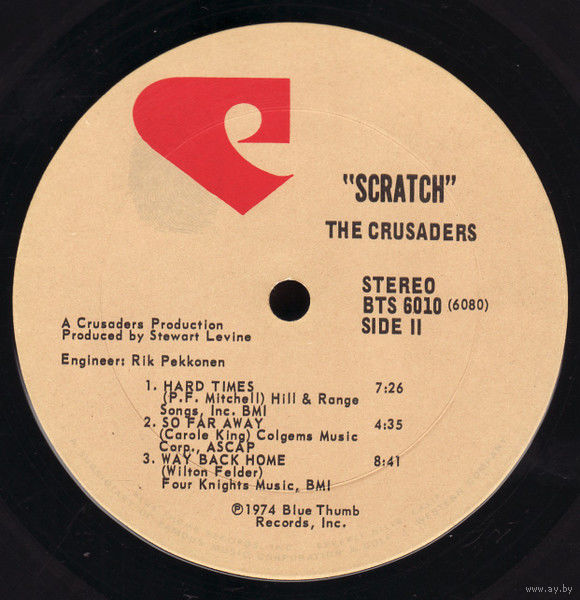 "SCRATCH"
THE CRUSADERS
STEREO
BTS 6010 (6080)
SIDE II
A Crusaders Production
Produced by Stewart Levine
Engineer: Rik Pekkonen
1. HARD TIMES 7:26
(P.F. Mitchell) Hill & Range
Songs, Inc. BMI
2. SO FAR AWAY 4:35
(Carole King) Colgems Music
Corp., ASCAP
3. WAY BACK HOME 8:41
(Wilton Felder)
Four Knights Music, BMI
℗1974 Blue Thumb
Records, Inc.
www.ay.by